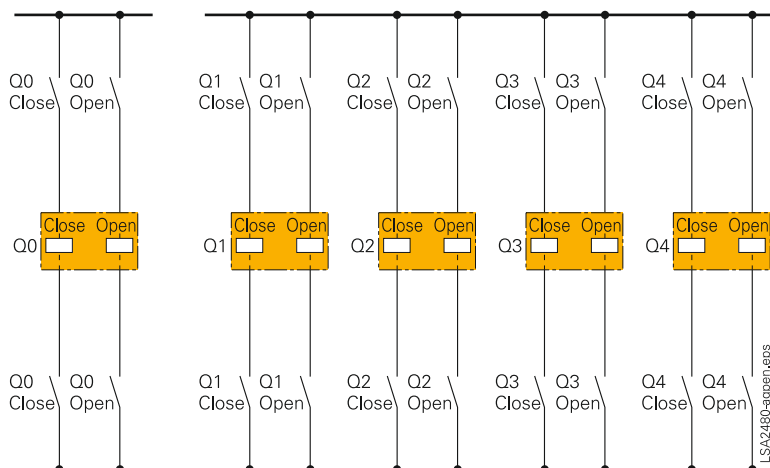 Q0 Q0 Q1 Q1 Q2 Q2 Q3 Q3 Q4 Q4
Close Open Close Open Close Open Close Open Close Open
Close Open Close Open Close Open Close Open Close Open
Q0 Q1 Q2 Q3 Q4
Q0 Q0 Q1 Q1 Q2 Q2 Q3 Q3 Q4 Q4
Close Open Close Open Close Open Close Open Close Open
LSA2480-agpen.eps